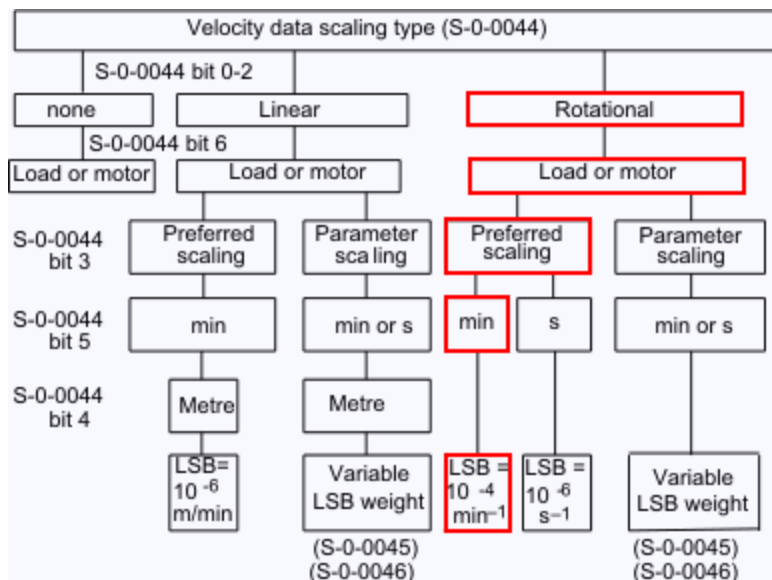 Velocity data scaling type (S-0-0044)
S-0-0044 bit 0-2
none
Linear
Rotational
S-0-0044 bit 6
Load or motor
Load or motor
Load or motor
S-0-0044
bit 3
Preferred
scaling
Parameter
sca ling
Preferred
scaling
Parameter
scaling
S-0-0044
bit 5
min
min or s
min
s
min or s
S-0-0044
bit 4
Metre
Metre
LSB=
10 -6
m/min
Variable
LSB weight
LSB =
10 -4
min–1
LSB =
10 -6
s–1
Variable
LSB weight
(S-0-0045)
(S-0-0046)
(S-0-0045)
(S-0-0046)